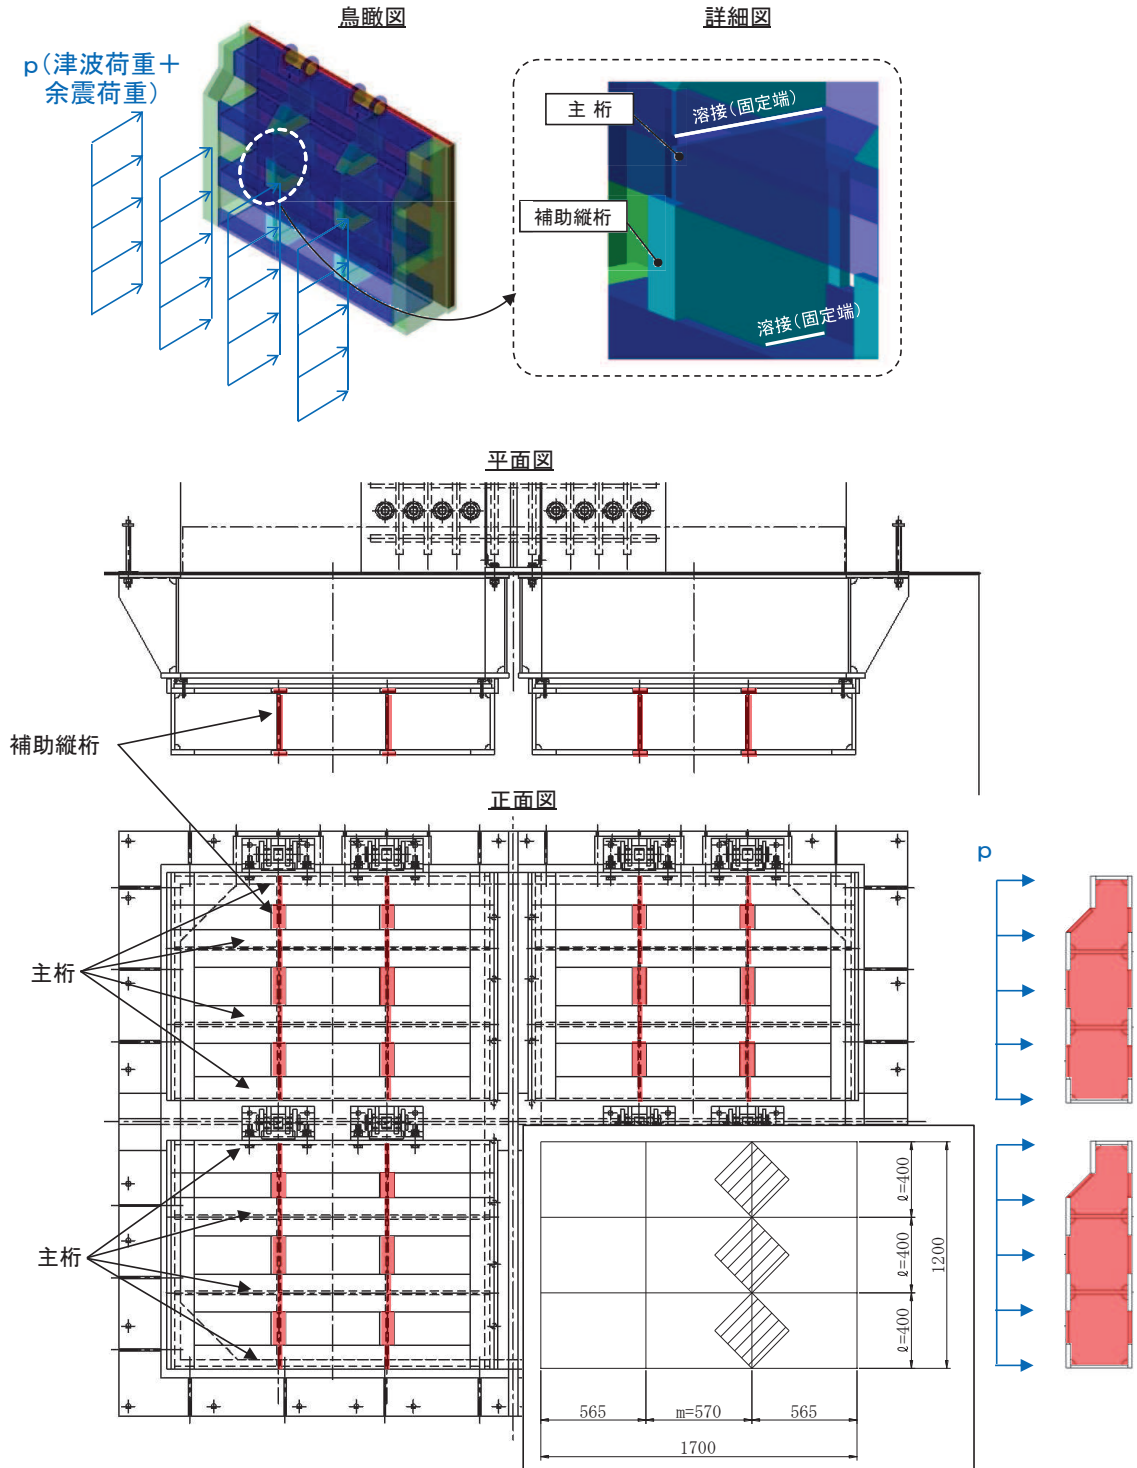 鳥瞰図
詳細図
p(津波荷重＋
余震荷重)
主 桁
溶接(固定端)
補助縦桁
溶接(固定端)
平面図
補助縦桁
正面図
p
主桁
主桁
ℓ=400
ℓ=400
ℓ=400
1200
565
m=570
565
1700